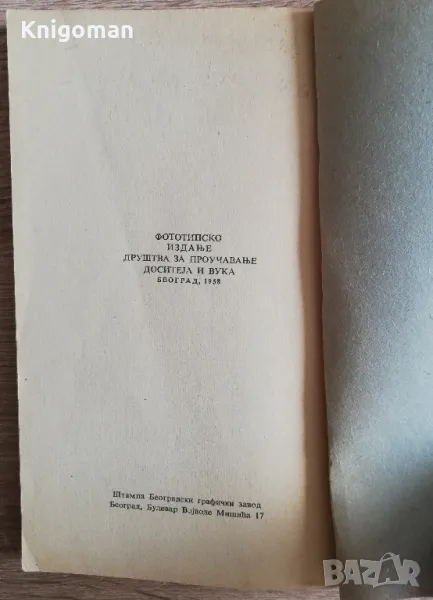 Knigoman
ФОТОТИПСКО
ИЗДАЊЕ
ДРУШТВА ЗА ПРОУЧАВАЊЕ
ДОСИТЕЈА И ВУКА
БЕОГРАД, 1958
Штампа Београдски графички завод
Београд, Булевар Војводе Мишића 17
BAZAR